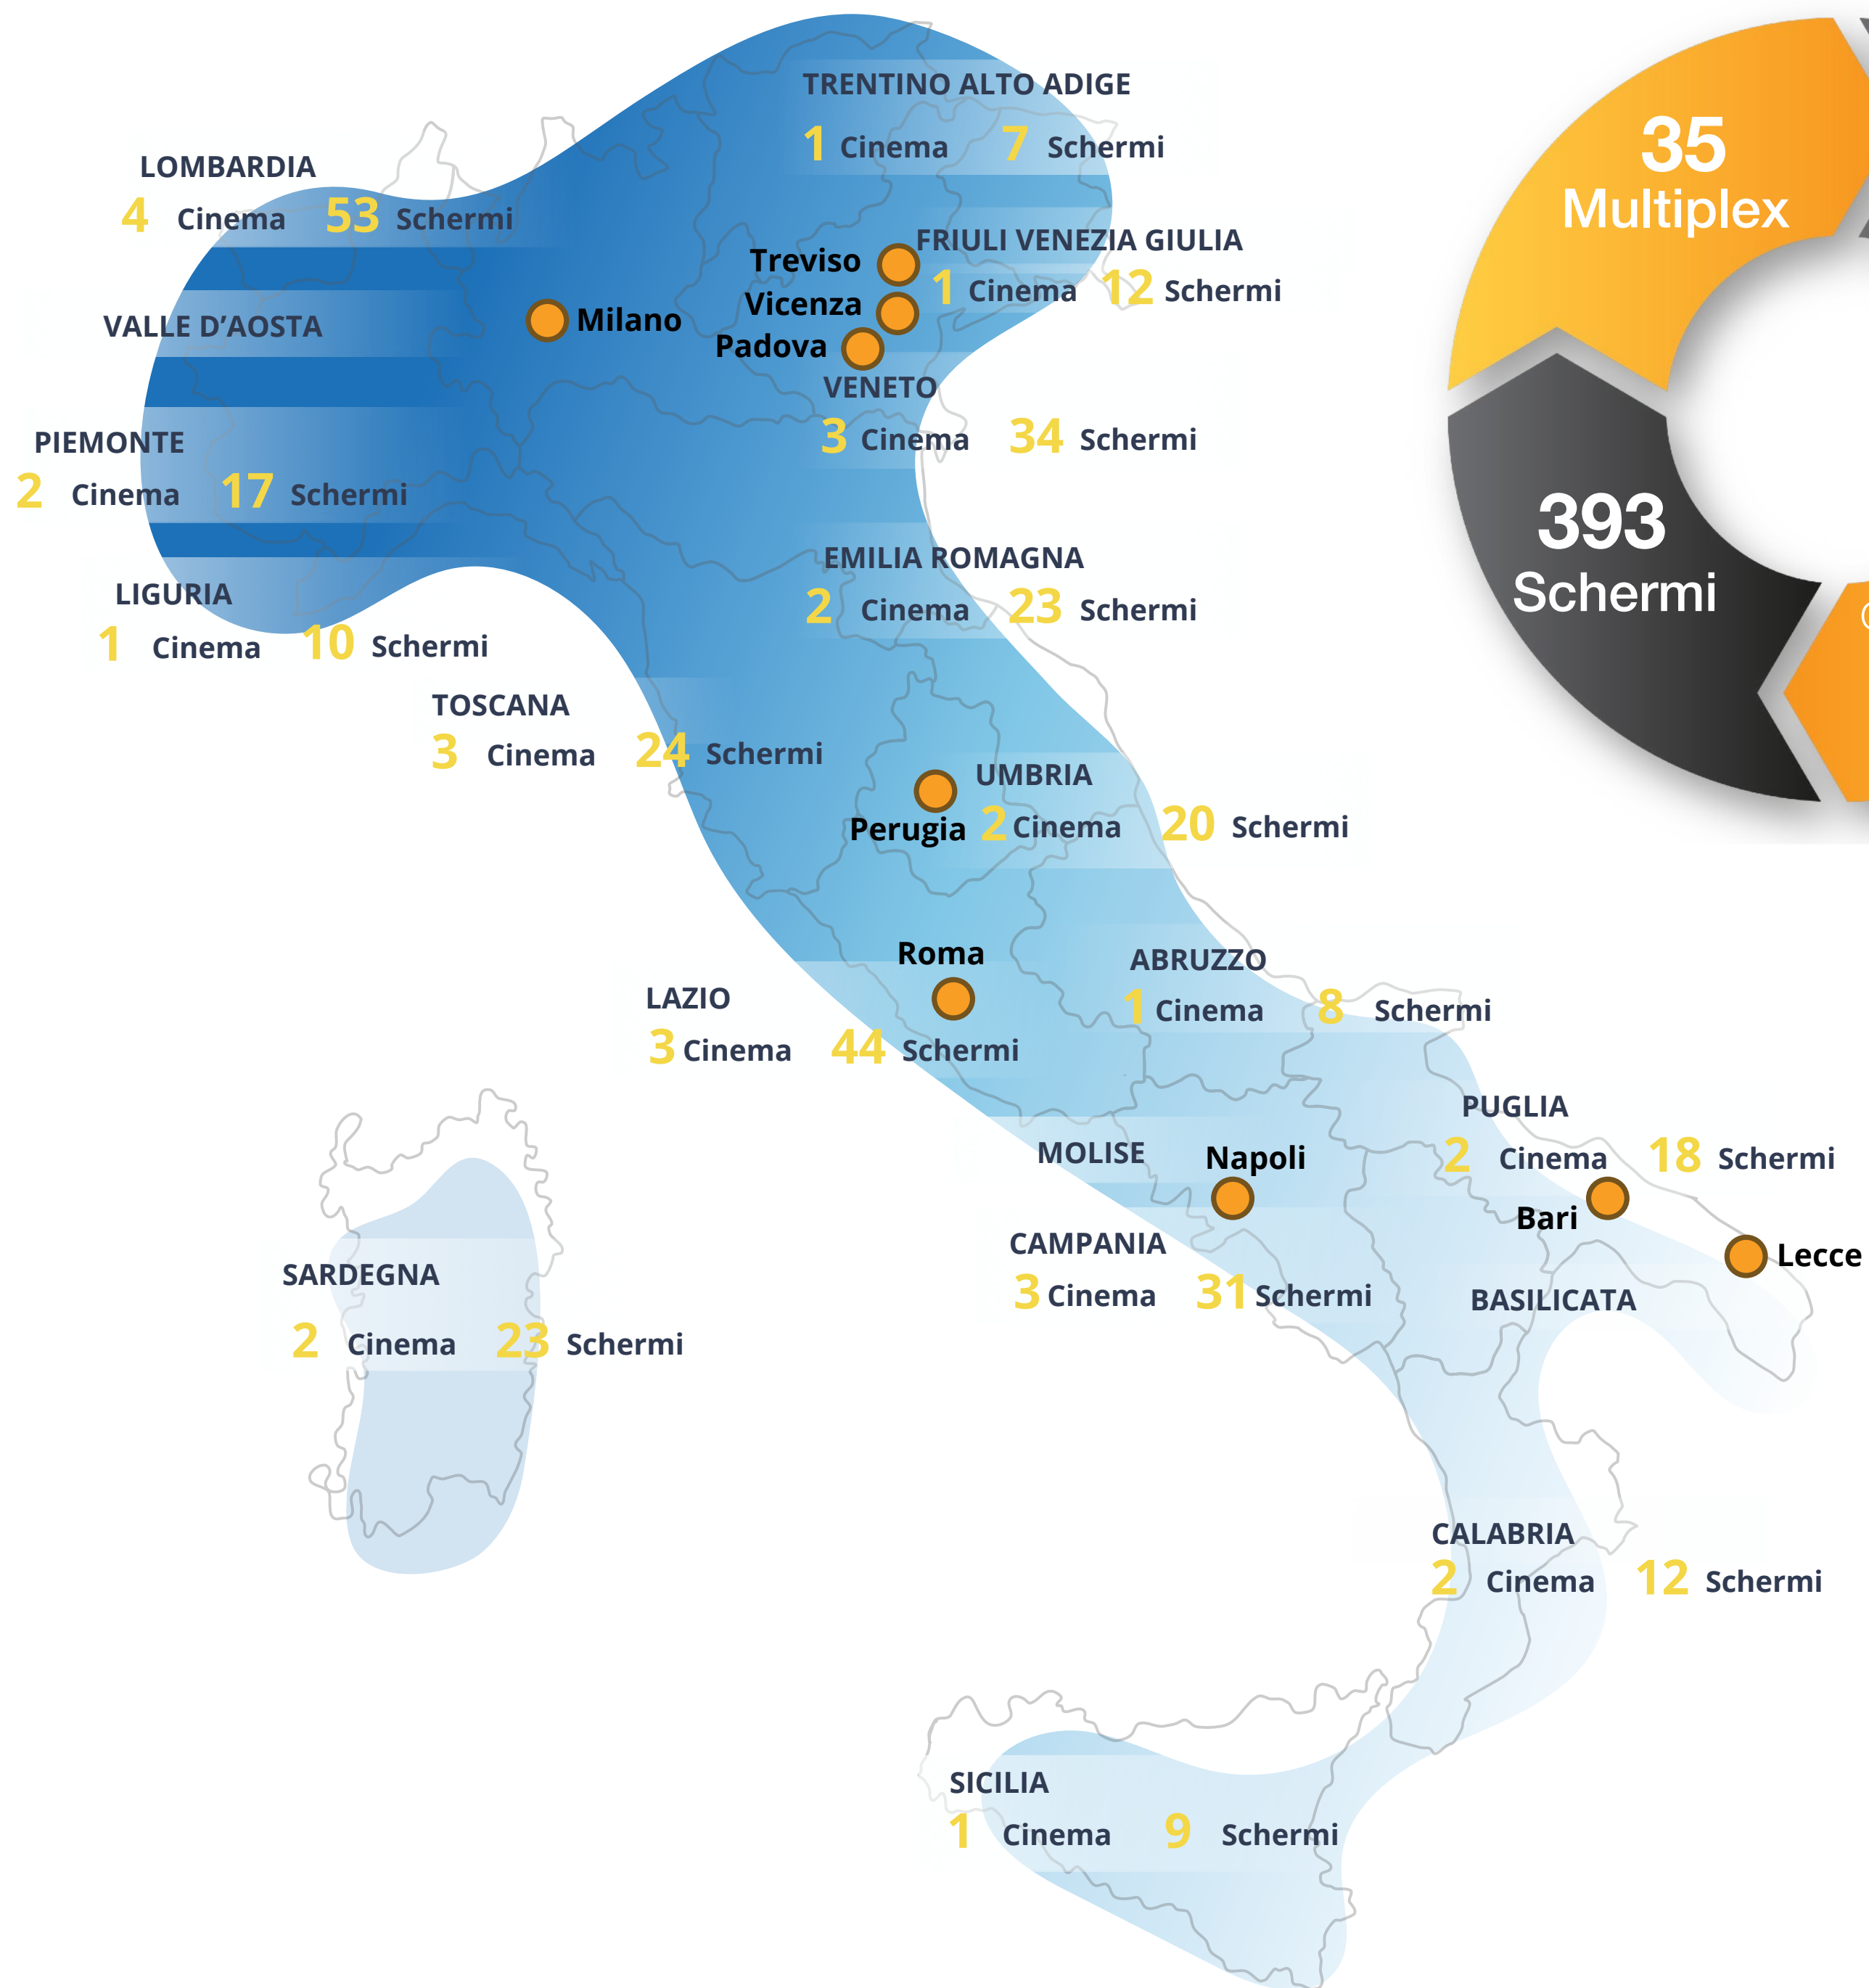 TRENTINO ALTO ADIGE
1 Cinema 7 Schermi
LOMBARDIA
4 Cinema 53 Schermi
FRIULI VENEZIA GIULIA
1 Cinema 12 Schermi
Treviso
Vicenza
Padova
Milano
VALLE D’AOSTA
VENETO
3 Cinema 34 Schermi
PIEMONTE
2 Cinema 17 Schermi
EMILIA ROMAGNA
2 Cinema 23 Schermi
LIGURIA
1 Cinema 10 Schermi
TOSCANA
3 Cinema 24 Schermi
UMBRIA
2 Cinema 20 Schermi
Perugia
Roma
ABRUZZO
1 Cinema 8 Schermi
LAZIO
3 Cinema 44 Schermi
PUGLIA
2 Cinema 18 Schermi
MOLISE
Napoli
Bari
Lecce
CAMPANIA
3 Cinema 31 Schermi
BASILICATA
SARDEGNA
2 Cinema 23 Schermi
CALABRIA
2 Cinema 12 Schermi
SICILIA
1 Cinema 9 Schermi
35
Multiplex
393
Schermi